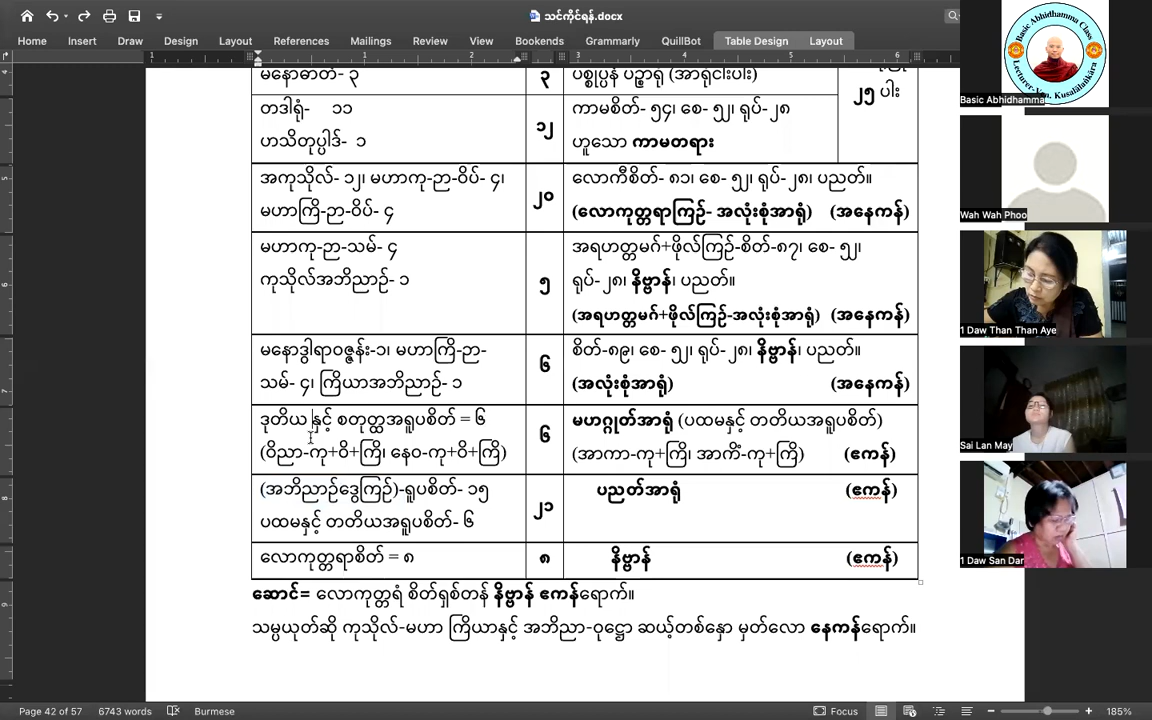 သင်ကိုင်ရန်.docx
Home Insert Draw Design Layout References Mailings Review View Bookends Grammarly QuillBot Table Design Layout
မနောဓာတ်- ၃ ၃ ပစ္စုပ္ပန် ပဉ္စာရုံ (အာရုံငါးပါး)
၂၅ ပါး
တဒါရုံ- ၁၁
ဟသိတုပ္ပါဒ်- ၁
၁၂
ကာမစိတ်- ၅၄၊ စေ- ၅၂၊ ရုပ်-၂၈
ဟူသော ကာမတရား
အကုသိုလ်- ၁၂၊ မဟာကု-ဉာ-ဝိပ်- ၄၊
မဟာကြိ-ဉာ-ဝိပ်- ၄
၂၀
လောကီစိတ်- ၈၁၊ စေ- ၅၂၊ ရုပ်-၂၈၊ ပညတ်။
(လောကုတ္တရာကြဉ်- အလုံးစုံအာရုံ) (အနေကန်)
မဟာကု-ဉာ-သမ်- ၄
ကုသိုလ်အဘိညာဉ်- ၁
၅
အရဟတ္တမဂ်+ဖိုလ်ကြဉ်-စိတ်-၈၇၊ စေ- ၅၂၊
ရုပ်-၂၈၊ နိဗ္ဗာန်၊ ပညတ်။
(အရဟတ္တမဂ်+ဖိုလ်ကြဉ်-အလုံးစုံအာရုံ) (အနေကန်)
မနောဒွါရာဝဇ္ဇန်း-၁၊ မဟာကြိ-ဉာ-
သမ်- ၄၊ ကြိယာအဘိညာဉ်- ၁
၆
စိတ်-၈၉၊ စေ- ၅၂၊ ရုပ်-၂၈၊ နိဗ္ဗာန်၊ ပညတ်။
(အလုံးစုံအာရုံ) (အနေကန်)
ဒုတိယနှင့် စတုတ္ထအရူပစိတ် = ၆
(ဝိညာ-ကု+ဝိ+ကြိ၊ နေဝ-ကု+ဝိ+ကြိ)
၆
မဟဂ္ဂုတ်အာရုံ (ပထမနှင့် တတိယအရူပစိတ်)
(အာကာ-ကု+ကြိ၊ အာကိံ-ကု+ကြိ) (ဧကန်)
(အဘိညာဉ်ဒွေကြဉ်)-ရူပစိတ်- ၁၅
ပထမနှင့် တတိယအရူပစိတ်- ၆
၂၁
ပညတ်အာရုံ (ဧကန်)
လောကုတ္တရာစိတ် = ၈ ၈ နိဗ္ဗာန် (ဧကန်)
ဆောင်= လောကုတ္တရံ စိတ်ရှစ်တန် နိဗ္ဗာန် ဧကန်ရောက်။
သမ္ပယုတ်ဆို ကုသိုလ်-မဟာ ကြိယာနှင့် အဘိညာ-ဝုဋ္ဌော ဆယ့်တစ်နှော မှတ်လော နေကန်ရောက်။
Page 42 of 57 6743 words Burmese Focus 185%
Basic Abhidhamma Class
Lecturer-Ven. Kusalālaṅkāra
Basic Abhidhamma
Wah Wah Phoo
1 Daw Than Than Aye
Sai Lan May
1 Daw San Dar